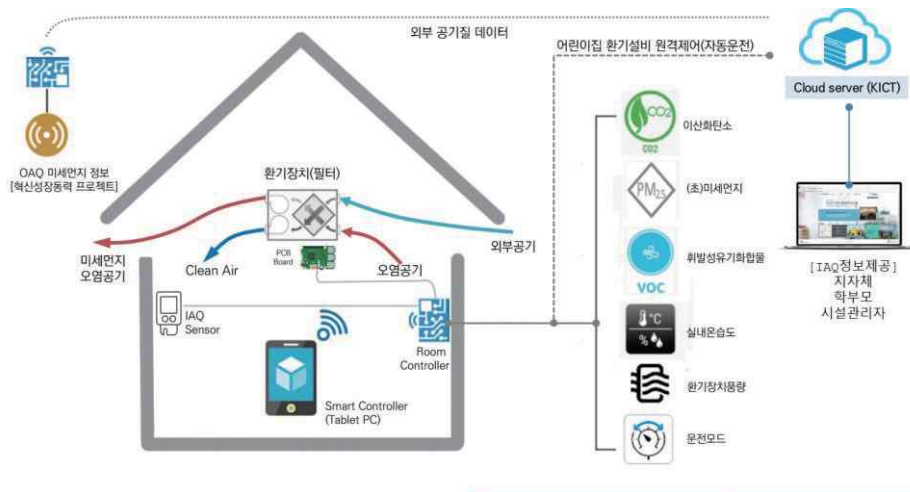 외부 공기질 데이터
어린이집 환기설비 원격제어(자동운전)
Cloud server (KICT)
OAQ 미세먼지 정보
[혁신성장동력 프로젝트]
환기장치(필터)
미세먼지
오염공기
Clean Air
PCB
Board
오염공기
외부공기
IAQ
Sensor
Room
Controller
Smart Controller
(Tablet PC)
CO2
CO2
이산화탄소
PM2.5
(초)미세먼지
VOC
휘발성유기화합물
°C
%
실내온습도
환기장치풍량
운전모드
[IAQ정보제공]
지자체
학부모
시설관리자